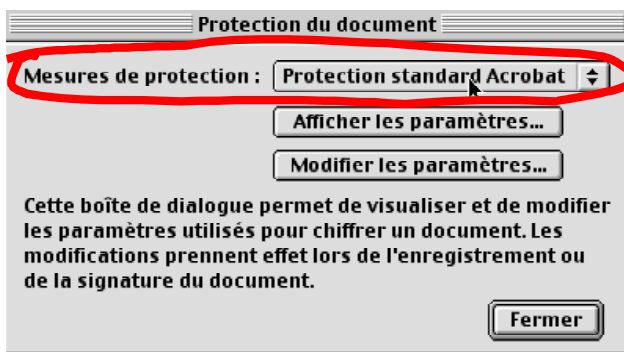 Protection du document
Mesures de protection : Protection standard Acrobat
Afficher les paramètres...
Modifier les paramètres...
Cette boîte de dialogue permet de visualiser et de modifier
les paramètres utilisés pour chiffrer un document. Les
modifications prennent effet lors de l'enregistrement ou
de la signature du document.
Fermer